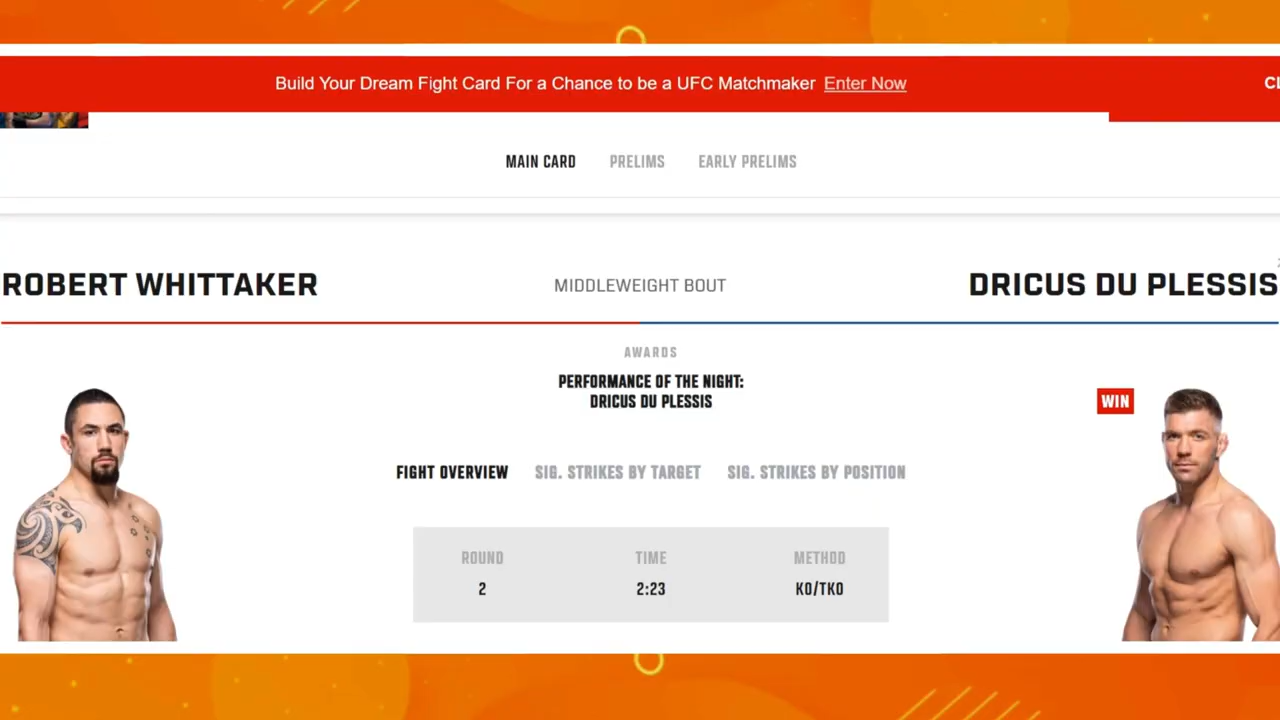 Build Your Dream Fight Card For a Chance to be a UFC Matchmaker Enter Now
MAIN CARD PRELIMS EARLY PRELIMS
ROBERT WHITTAKER MIDDLEWEIGHT BOUT DRICUS DU PLESSIS
AWARDS
PERFORMANCE OF THE NIGHT:
DRICUS DU PLESSIS
WIN
FIGHT OVERVIEW SIG. STRIKES BY TARGET SIG. STRIKES BY POSITION
ROUND TIME METHOD
2 2:23 KO/TKO